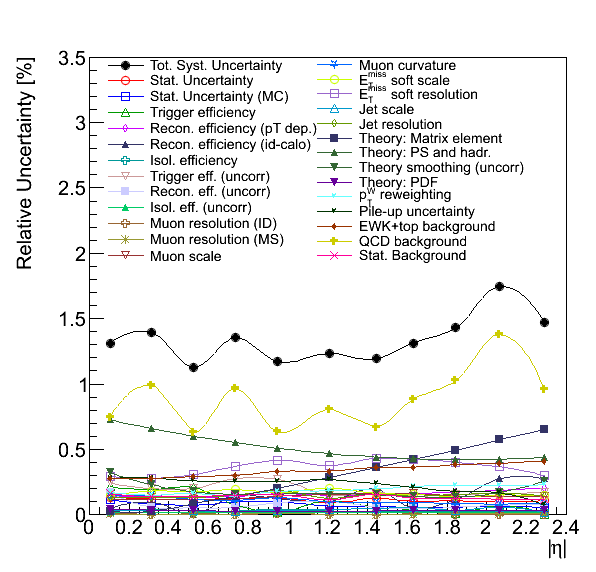 Relative Uncertainty [%]
3.5
3
2.5
2
1.5
1
0.5
0
Tot. Syst. Uncertainty
Stat. Uncertainty
Stat. Uncertainty (MC)
Trigger efficiency
Recon. efficiency (pT dep.)
Recon. efficiency (id-calo)
Isol. efficiency
Trigger eff. (uncorr)
Recon. eff. (uncorr)
Isol. eff. (uncorr)
Muon resolution (ID)
Muon resolution (MS)
Muon scale
Muon curvature
E_T^miss soft scale
E_T^miss soft resolution
Jet scale
Jet resolution
Theory: Matrix element
Theory: PS and hadr.
Theory smoothing (uncorr)
Theory: PDF
p_T^W reweighting
Pile-up uncertainty
EWK+top background
QCD background
Stat. Background
0 0.2 0.4 0.6 0.8 1 1.2 1.4 1.6 1.8 2 2.2 2.4
|η|